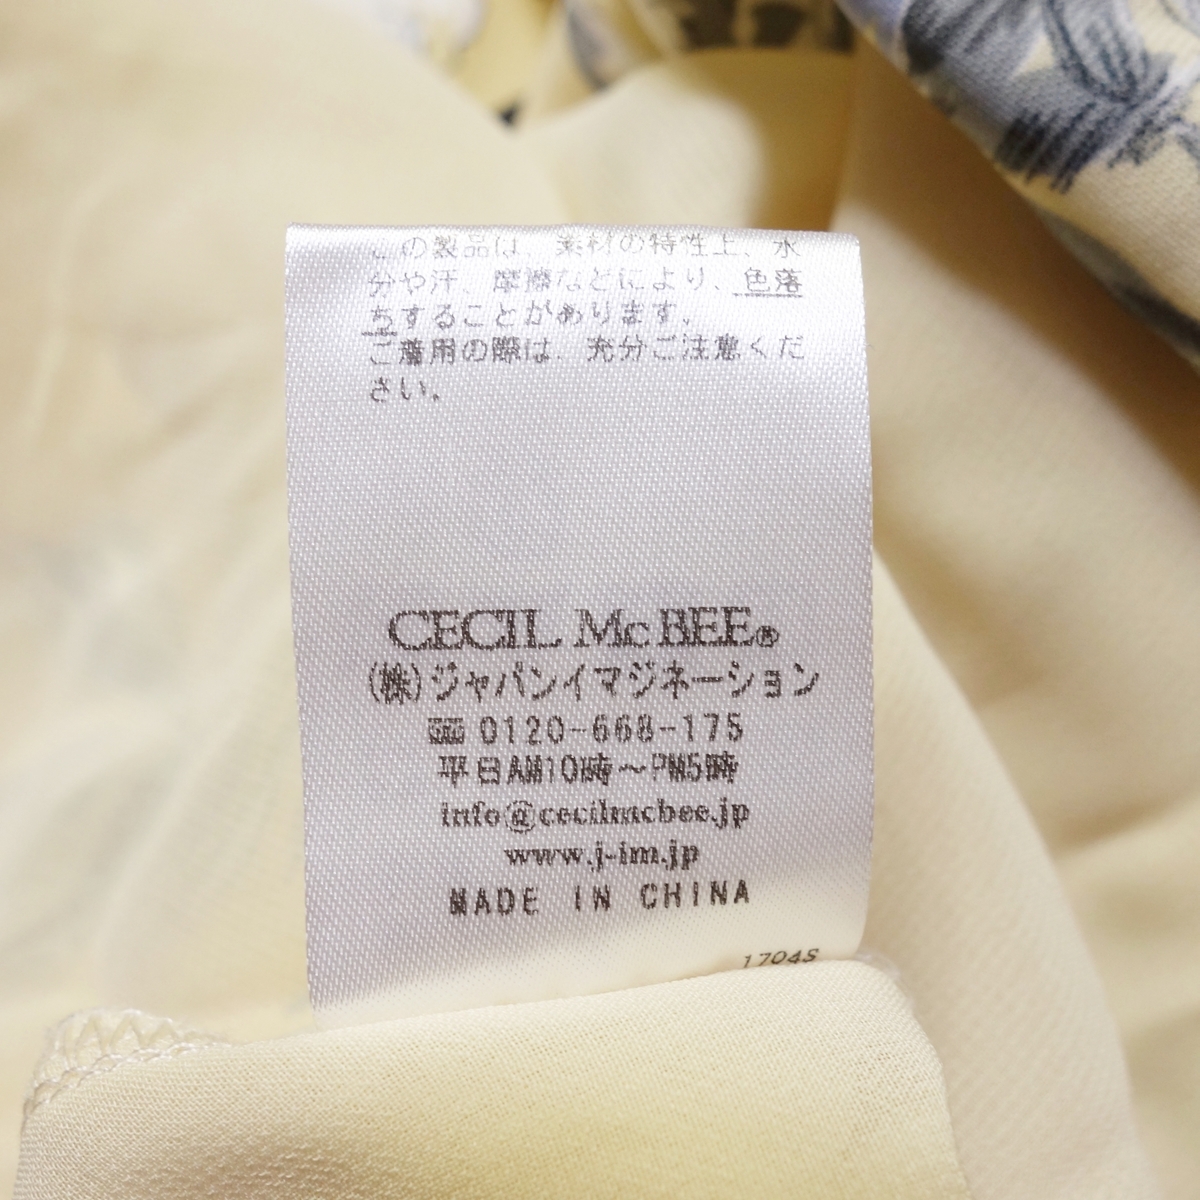 この製品は、素材の特性上、水
分や汗、摩擦などにより、色落
ちすることがあります。
ご着用の際は、充分ご注意くだ
さい。
CECIL McBEE®
(株)ジャパンイマジネーション
0120-668-175
平日AM10時～PM5時
info@cecilmcbee.jp
www.j-im.jp
MADE IN CHINA
1704S